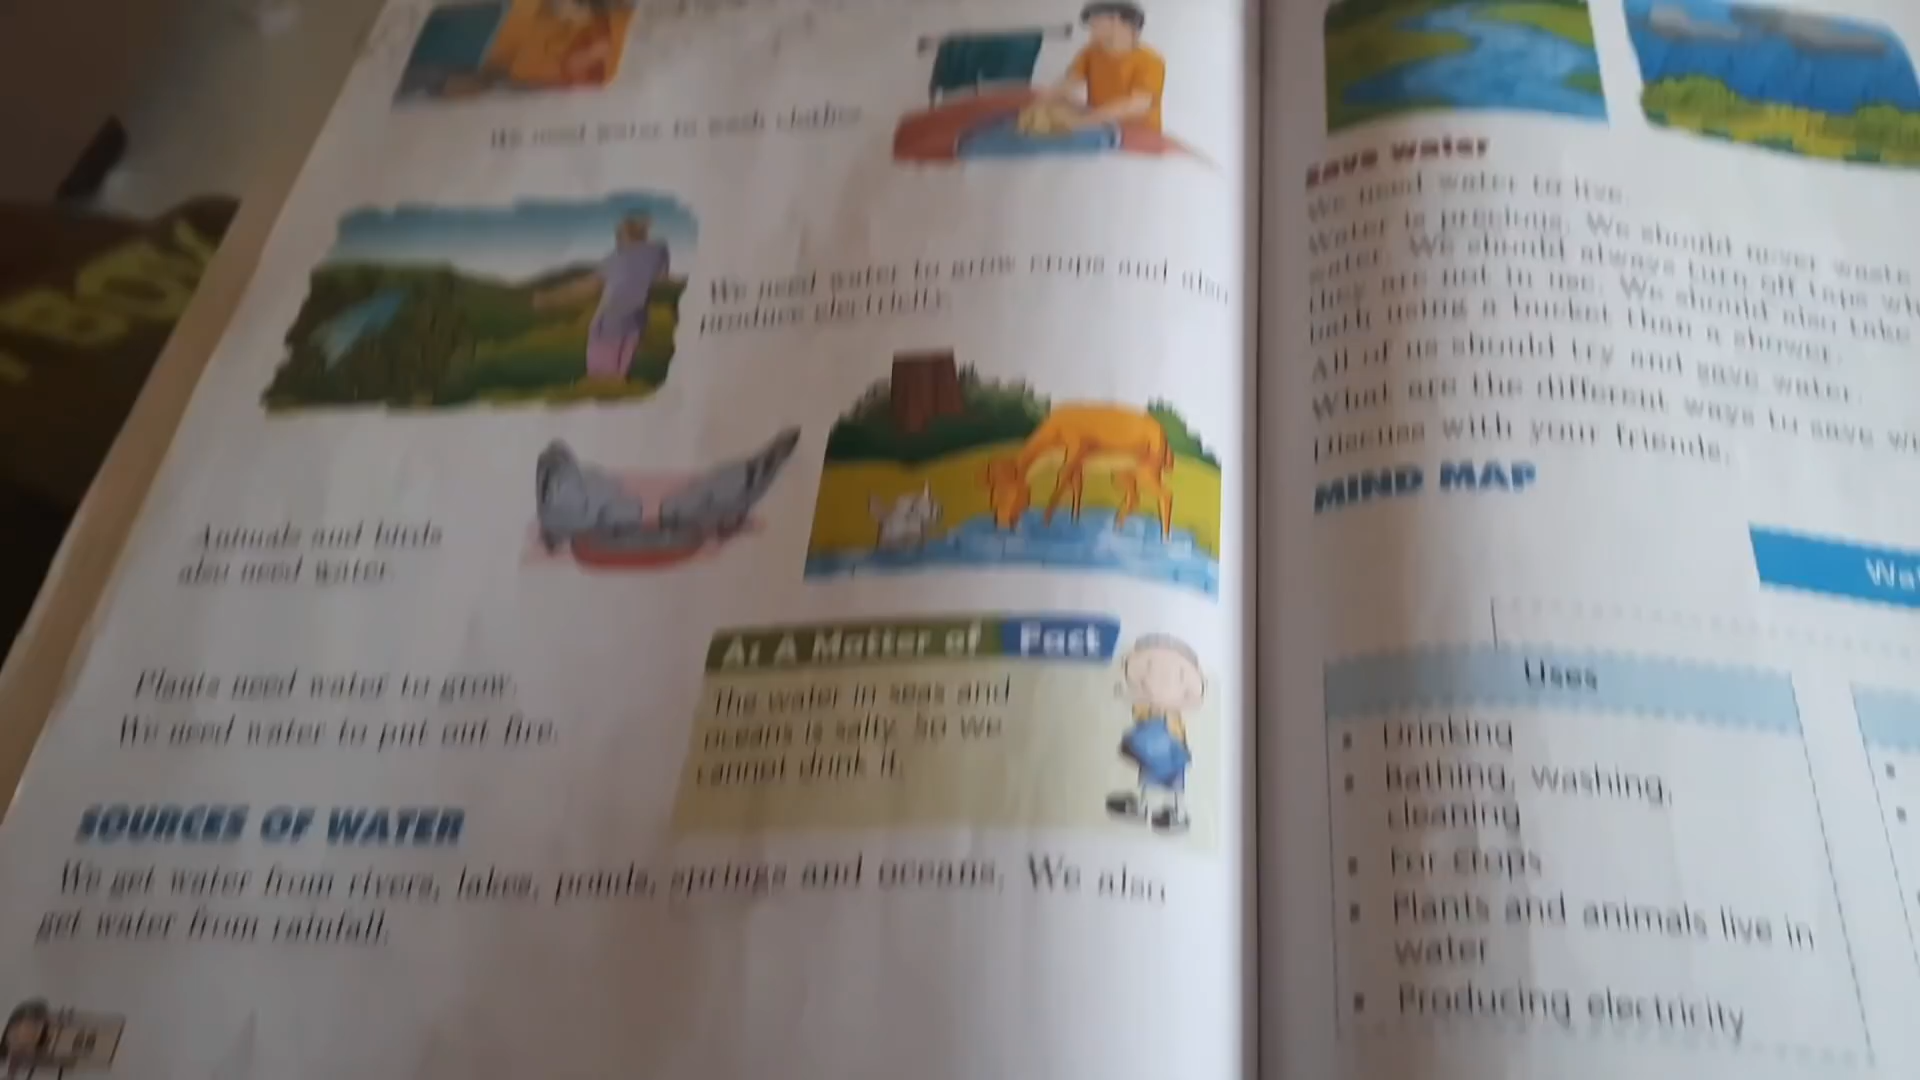 We need water to wash clothes.
We need water to grow crops and also
produce electricity.
Animals and birds
also need water.
Plants need water to grow.
We need water to put out fire.
As A Matter of Fact
The water in seas and
oceans is salty. So we
cannot drink it.
SOURCES OF WATER
We get water from rivers, lakes, ponds, springs and oceans. We also
get water from rainfall.
Save water
We need water to live.
Water is precious. We should never waste
water. We should always turn off taps
they are not in use. We should also take
bath using a bucket than a shower.
All of us should try and save water.
What are the different ways to save
Discuss with your friends.
MIND MAP
Uses
• Drinking
• Bathing, washing,
cleaning
• For crops
• Plants and animals live in
water
• Producing electricity